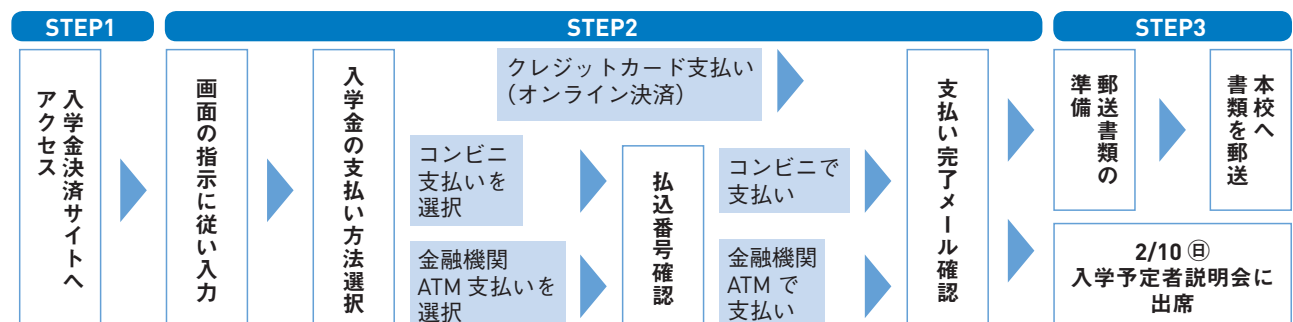 STEP1
入学金決済サイトへ
アクセス
STEP2
画面の指示に従い入力
入学金の支払い方法選択
クレジットカード支払い
（オンライン決済）
コンビニ
支払いを
選択
金融機関
ATM 支払いを
選択
払込番号確認
コンビニで
支払い
金融機関
ATM で
支払い
支払い完了メール確認
STEP3
郵送書類の
準備
本校へ
書類を郵送
2/10 ㊐
入学予定者説明会に
出席